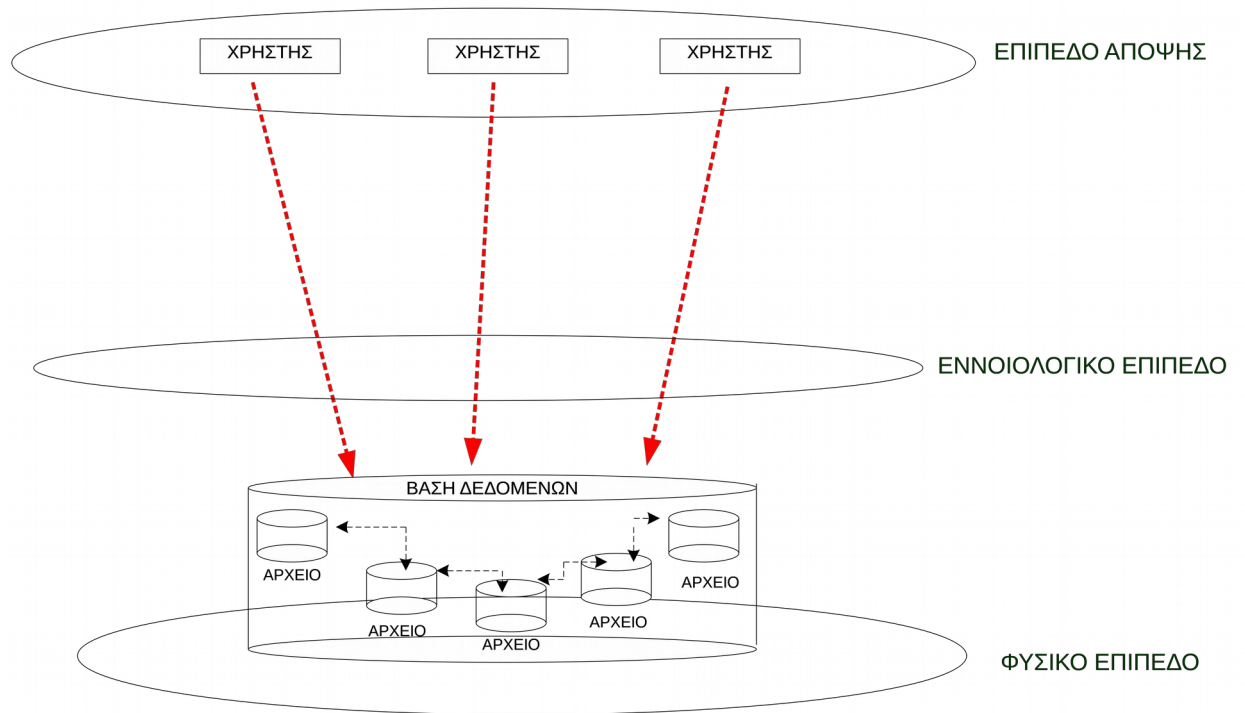 ΧΡΗΣΤΗΣ ΧΡΗΣΤΗΣ ΧΡΗΣΤΗΣ
ΕΠΙΠΕΔΟ ΑΠΟΨΗΣ
ΕΝΝΟΙΟΛΟΓΙΚΟ ΕΠΙΠΕΔΟ
ΒΑΣΗ ΔΕΔΟΜΕΝΩΝ
ΑΡΧΕΙΟ
ΑΡΧΕΙΟ
ΑΡΧΕΙΟ
ΑΡΧΕΙΟ
ΑΡΧΕΙΟ
ΦΥΣΙΚΟ ΕΠΙΠΕΔΟ